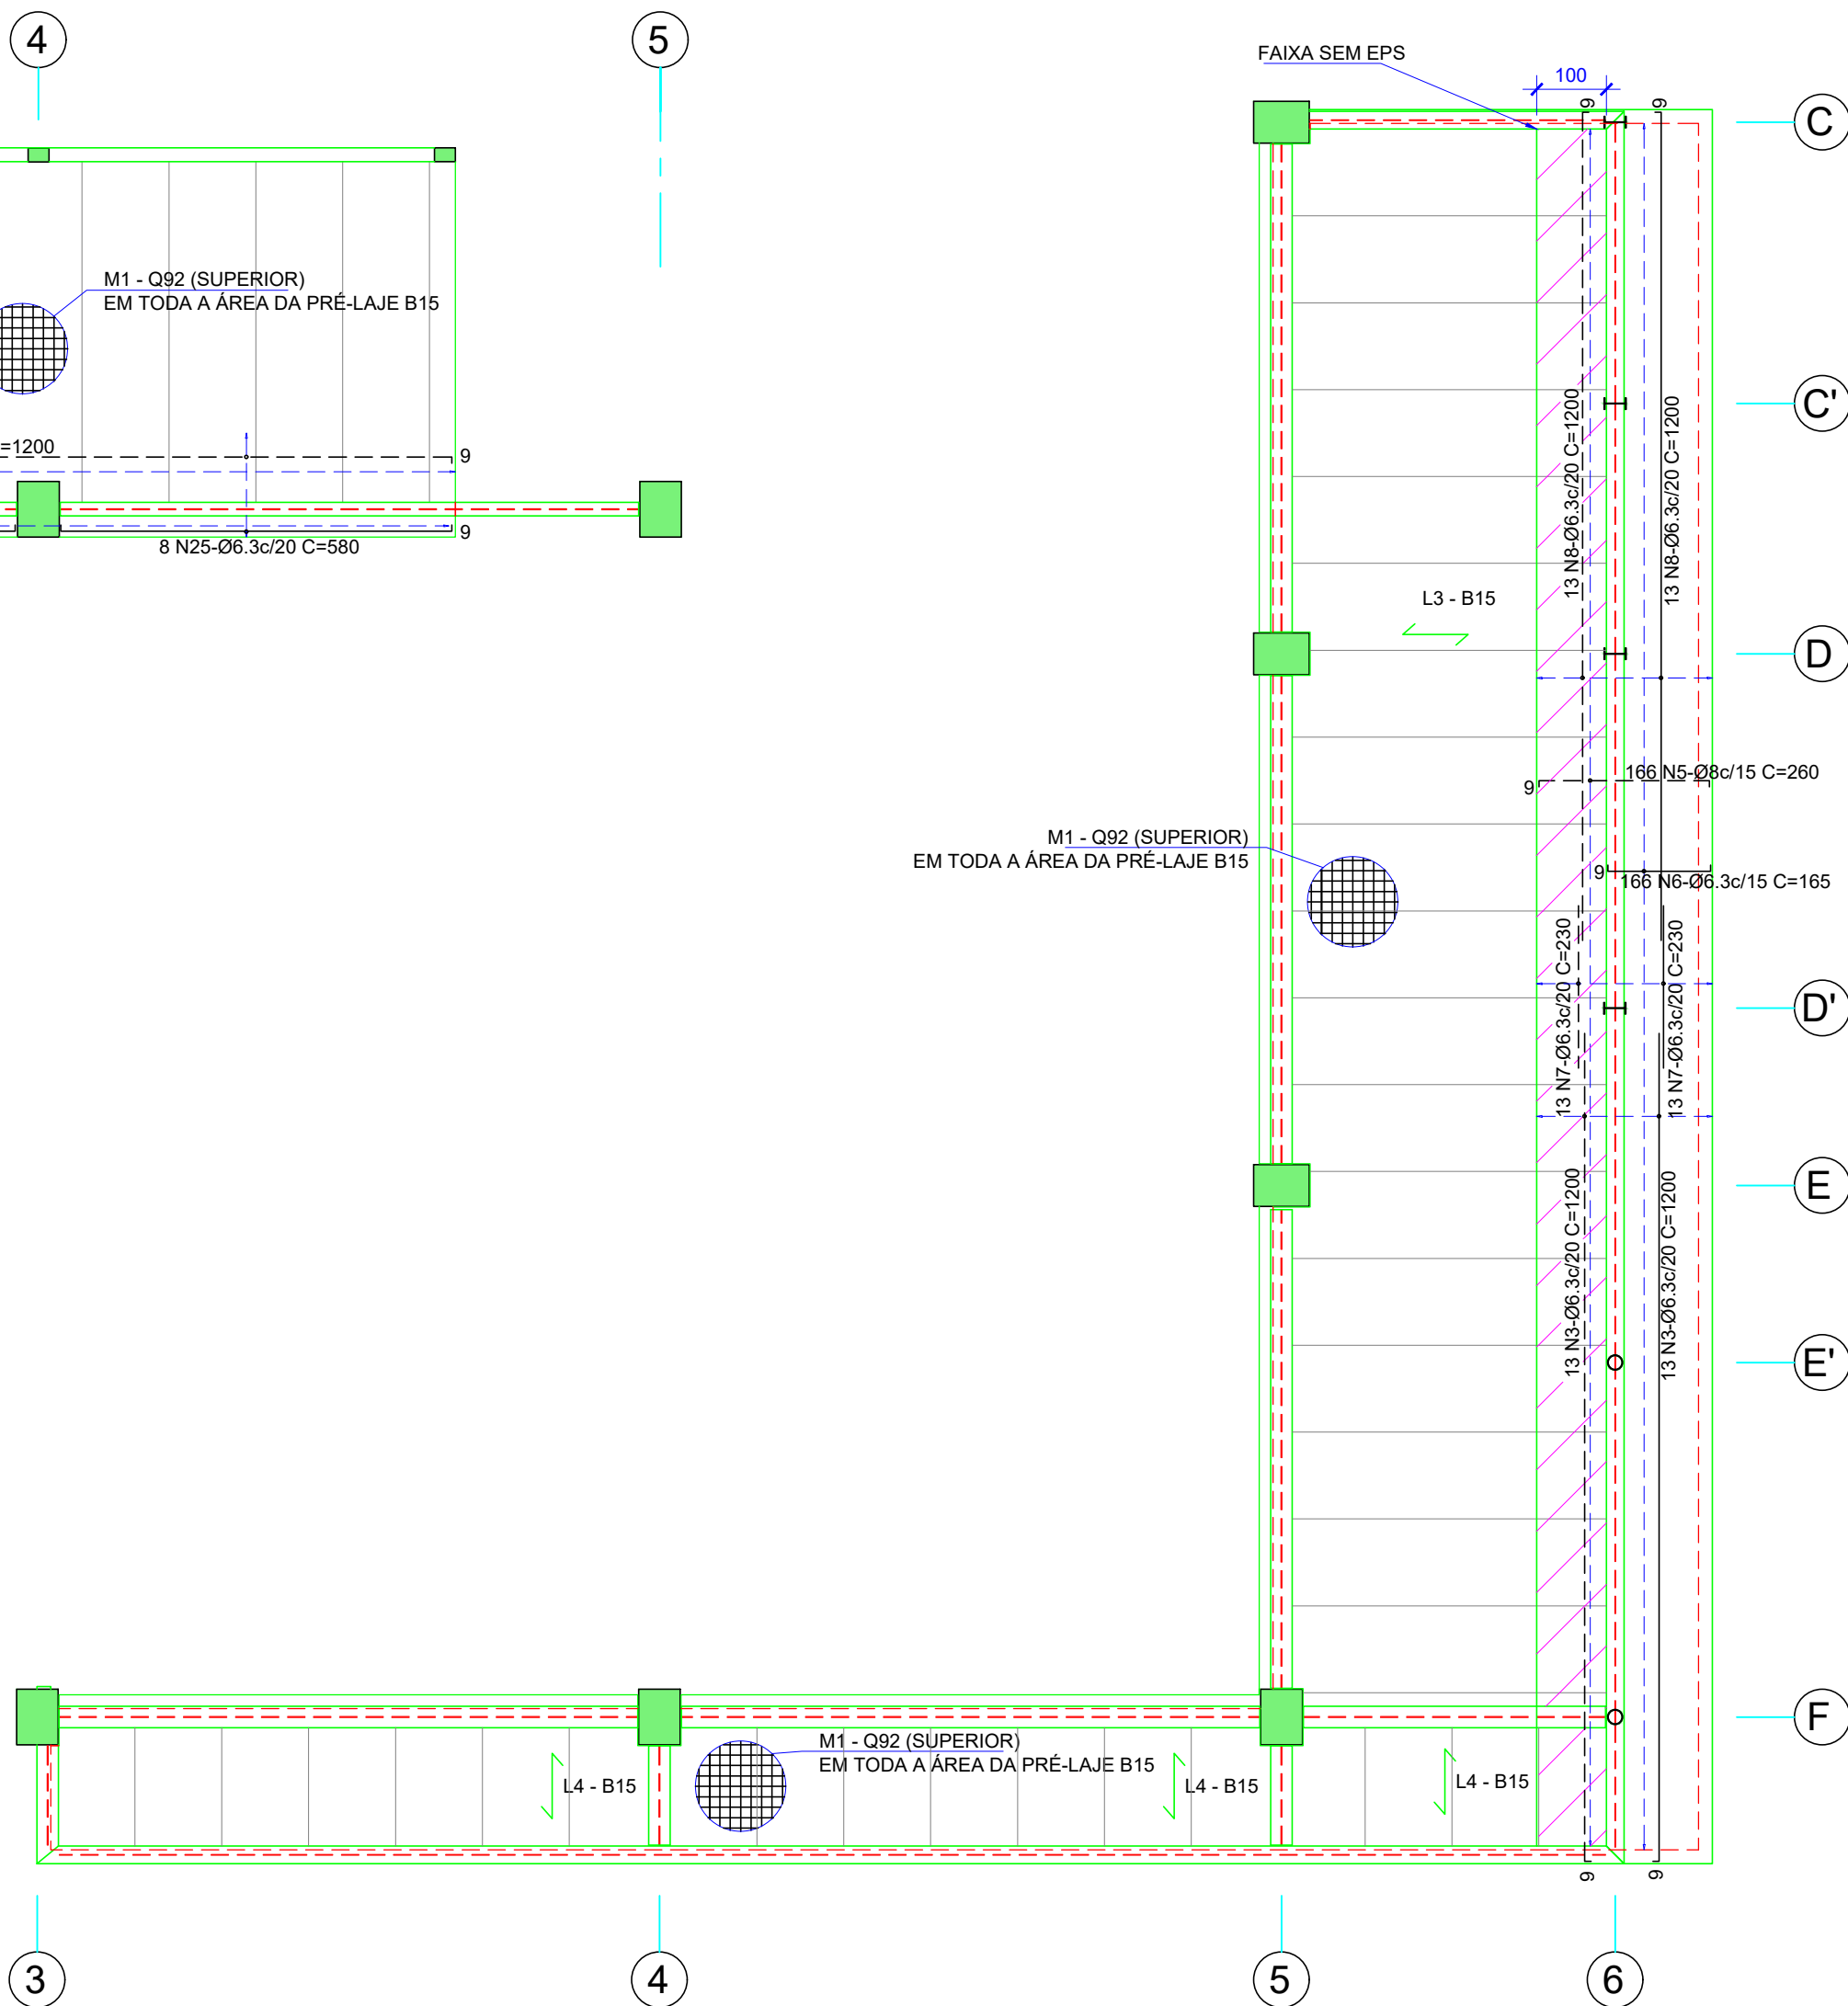 4
5
FAIXA SEM EPS
100
9
9
C
M1 - Q92 (SUPERIOR)
EM TODA A ÁREA DA PRÉ-LAJE B15
C'
=1200
9
9
8 N25-Ø6.3c/20 C=580
13 N8-Ø6.3c/20 C=1200
13 N8-Ø6.3c/20 C=1200
L3 - B15
D
166 N5-Ø8c/15 C=260
9
M1 - Q92 (SUPERIOR)
EM TODA A ÁREA DA PRÉ-LAJE B15
9
166 N6-Ø6.3c/15 C=165
13 N7-Ø6.3c/20 C=230
13 N7-Ø6.3c/20 C=230
D'
E
13 N3-Ø6.3c/20 C=1200
13 N3-Ø6.3c/20 C=1200
E'
F
M1 - Q92 (SUPERIOR)
EM TODA A ÁREA DA PRÉ-LAJE B15
L4 - B15
L4 - B15
L4 - B15
9
9
3
4
5
6